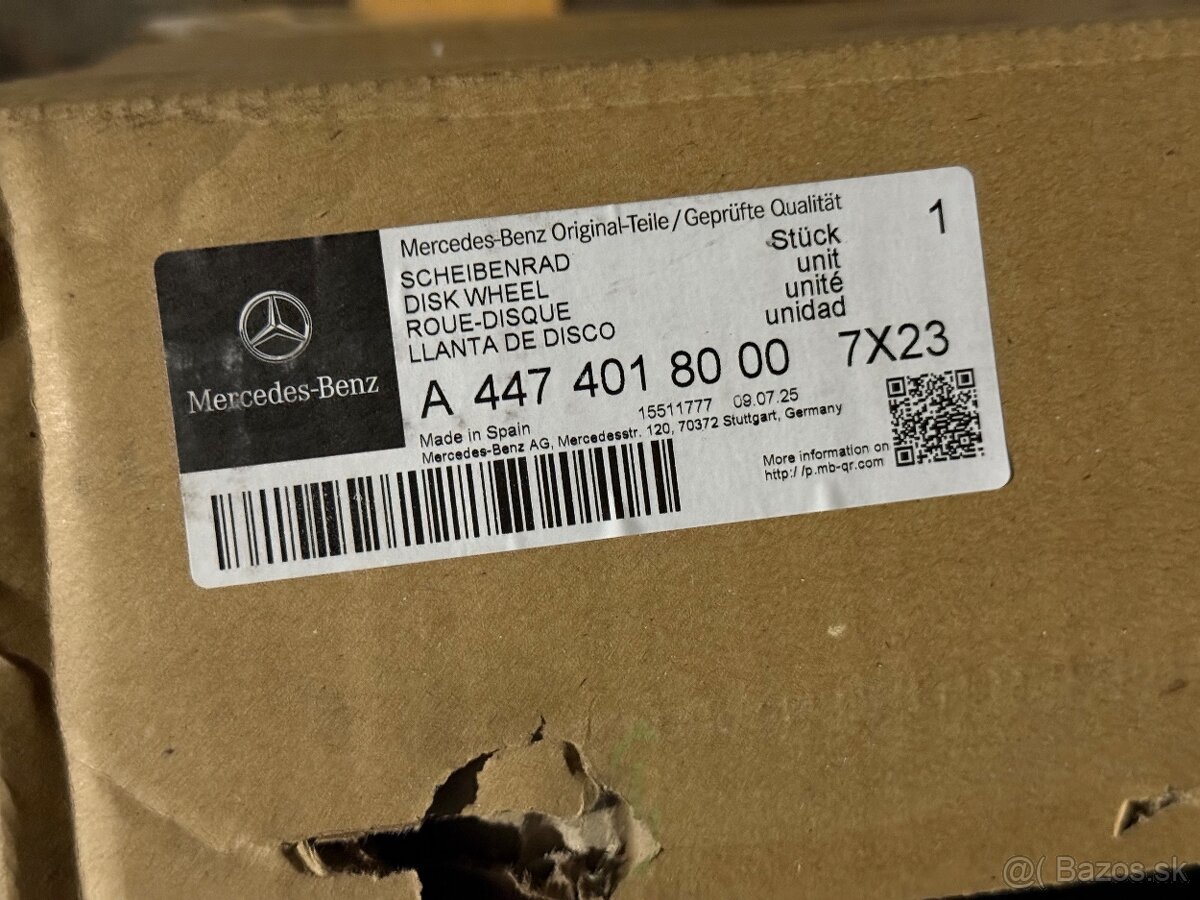 Mercedes-Benz
Mercedes-Benz Original-Teile/Geprüfte Qualität
SCHEIBENRAD Stück 1
DISK WHEEL unit
ROUE-DISQUE unité
LLANTA DE DISCO unidad
A 447 401 80 00 7X23
15511777 09.07.25
Made in Spain
Mercedes-Benz AG, Mercedesstr. 120, 70372 Stuttgart, Germany
More information on
http://p.mb-qr.com
@( Bazos.sk